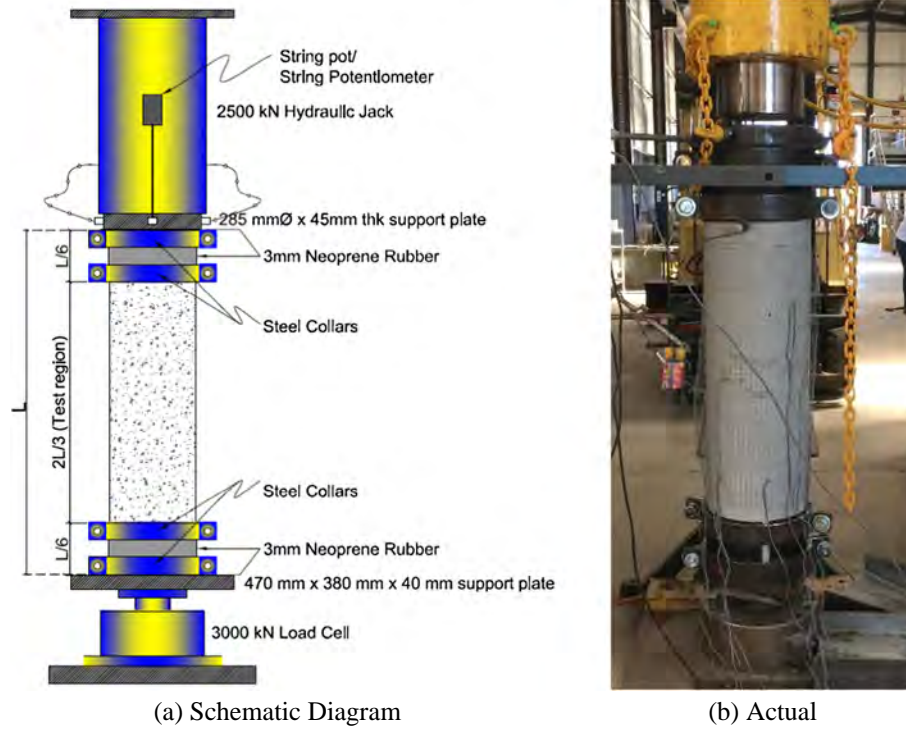 String pot/
String Potentiometer
2500 kN Hydraulic Jack
285 mmØ x 45mm thk support plate
L/6
3mm Neoprene Rubber
Steel Collars
L
2L/3 (Test region)
Steel Collars
L/6
3mm Neoprene Rubber
470 mm x 380 mm x 40 mm support plate
3000 kN Load Cell
(a) Schematic Diagram
(b) Actual